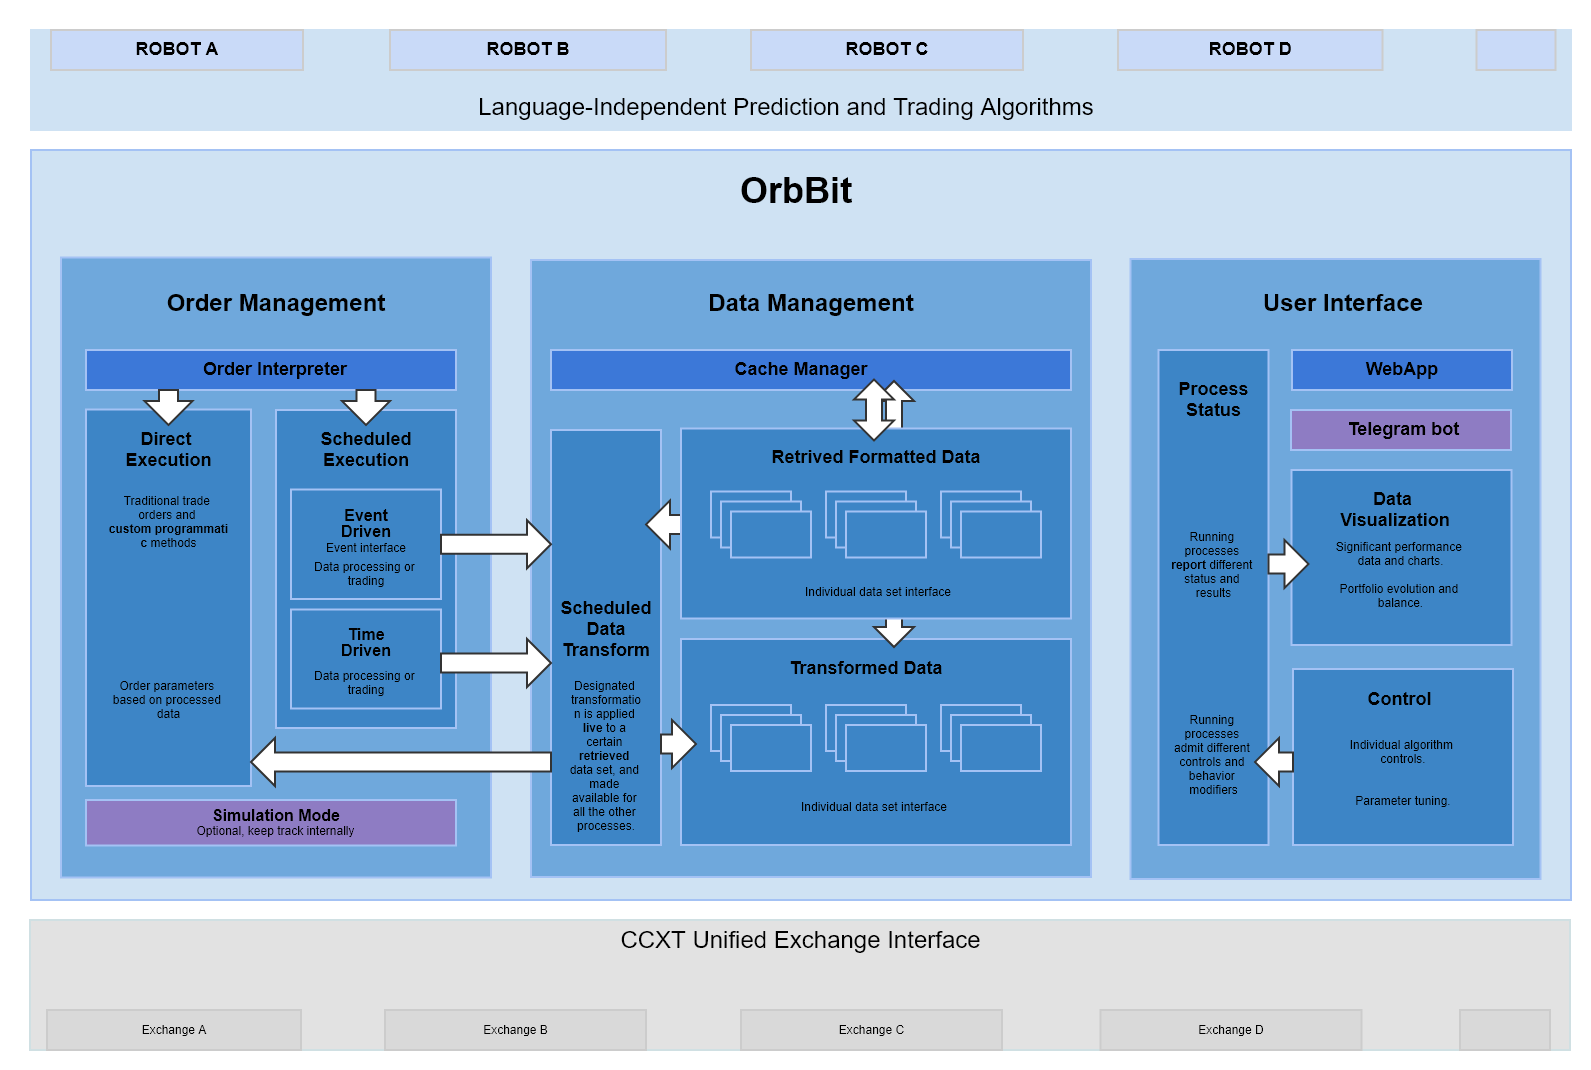 ROBOT A
ROBOT B
ROBOT C
ROBOT D
Language-Independent Prediction and Trading Algorithms
OrbBit
Order Management
Order Interpreter
Direct
Execution
Traditional trade
orders and
custom programmati
c methods
Order parameters
based on processed
data
Scheduled
Execution
Event
Driven
Event interface
Data processing or
trading
Time
Driven
Data processing or
trading
Simulation Mode
Optional, keep track internally
Data Management
Cache Manager
Scheduled
Data
Transform
Designated
transformatio
n is applied
live to a
certain
retrieved
data set, and
made
available for
all the other
processes.
Retrived Formatted Data
Individual data set interface
Transformed Data
Individual data set interface
User Interface
Process
Status
Running
processes
report different
status and
results
Running
processes
admit different
controls and
behavior
modifiers
WebApp
Telegram bot
Data
Visualization
Significant performance
data and charts.
Portfolio evolution and
balance.
Control
Individual algorithm
controls.
Parameter tuning.
CCXT Unified Exchange Interface
Exchange A
Exchange B
Exchange C
Exchange D